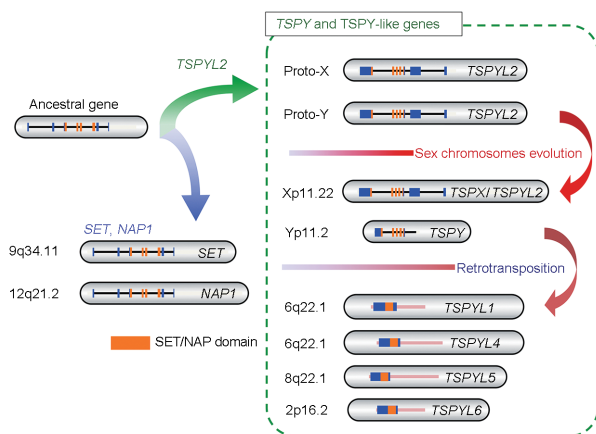 TSPY and TSPY-like genes
TSPYL2
Ancestral gene
Proto-X TSPYL2
Proto-Y TSPYL2
Sex chromosomes evolution
Xp11.22 TSPX/TSPYL2
Yp11.2 TSPY
Retrotransposition
SET, NAP1
9q34.11 SET
12q21.2 NAP1
SET/NAP domain
6q22.1 TSPYL1
6q22.1 TSPYL4
8q22.1 TSPYL5
2p16.2 TSPYL6